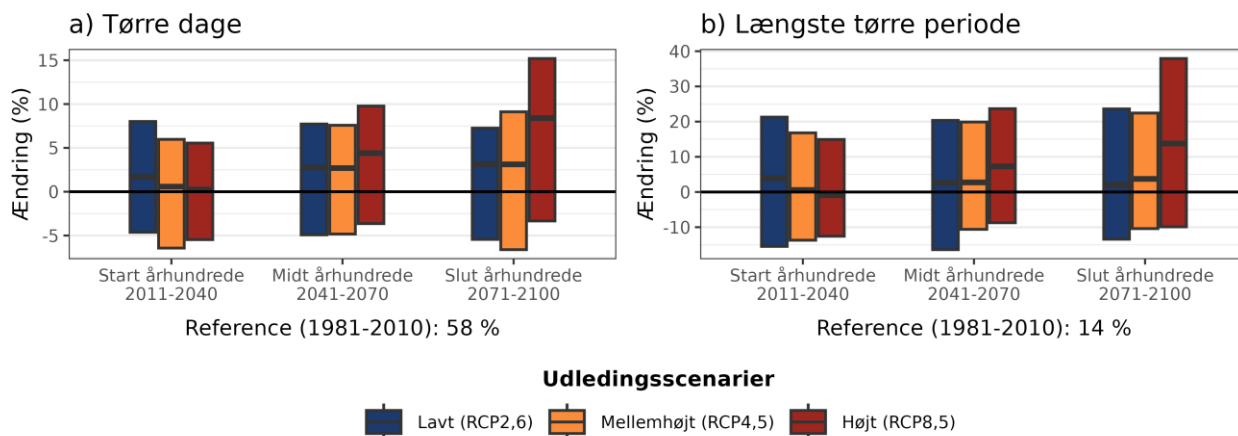 a) Tørre dage
Ændring (%)
15
10
5
0
-5
Start århundrede
2011-2040
Midt århundrede
2041-2070
Slut århundrede
2071-2100
Reference (1981-2010): 58 %
b) Længste tørre periode
Ændring (%)
40
30
20
10
0
-10
Start århundrede
2011-2040
Midt århundrede
2041-2070
Slut århundrede
2071-2100
Reference (1981-2010): 14 %
Udledingsscenarier
Lavt (RCP2,6)
Mellemhøjt (RCP4,5)
Højt (RCP8,5)